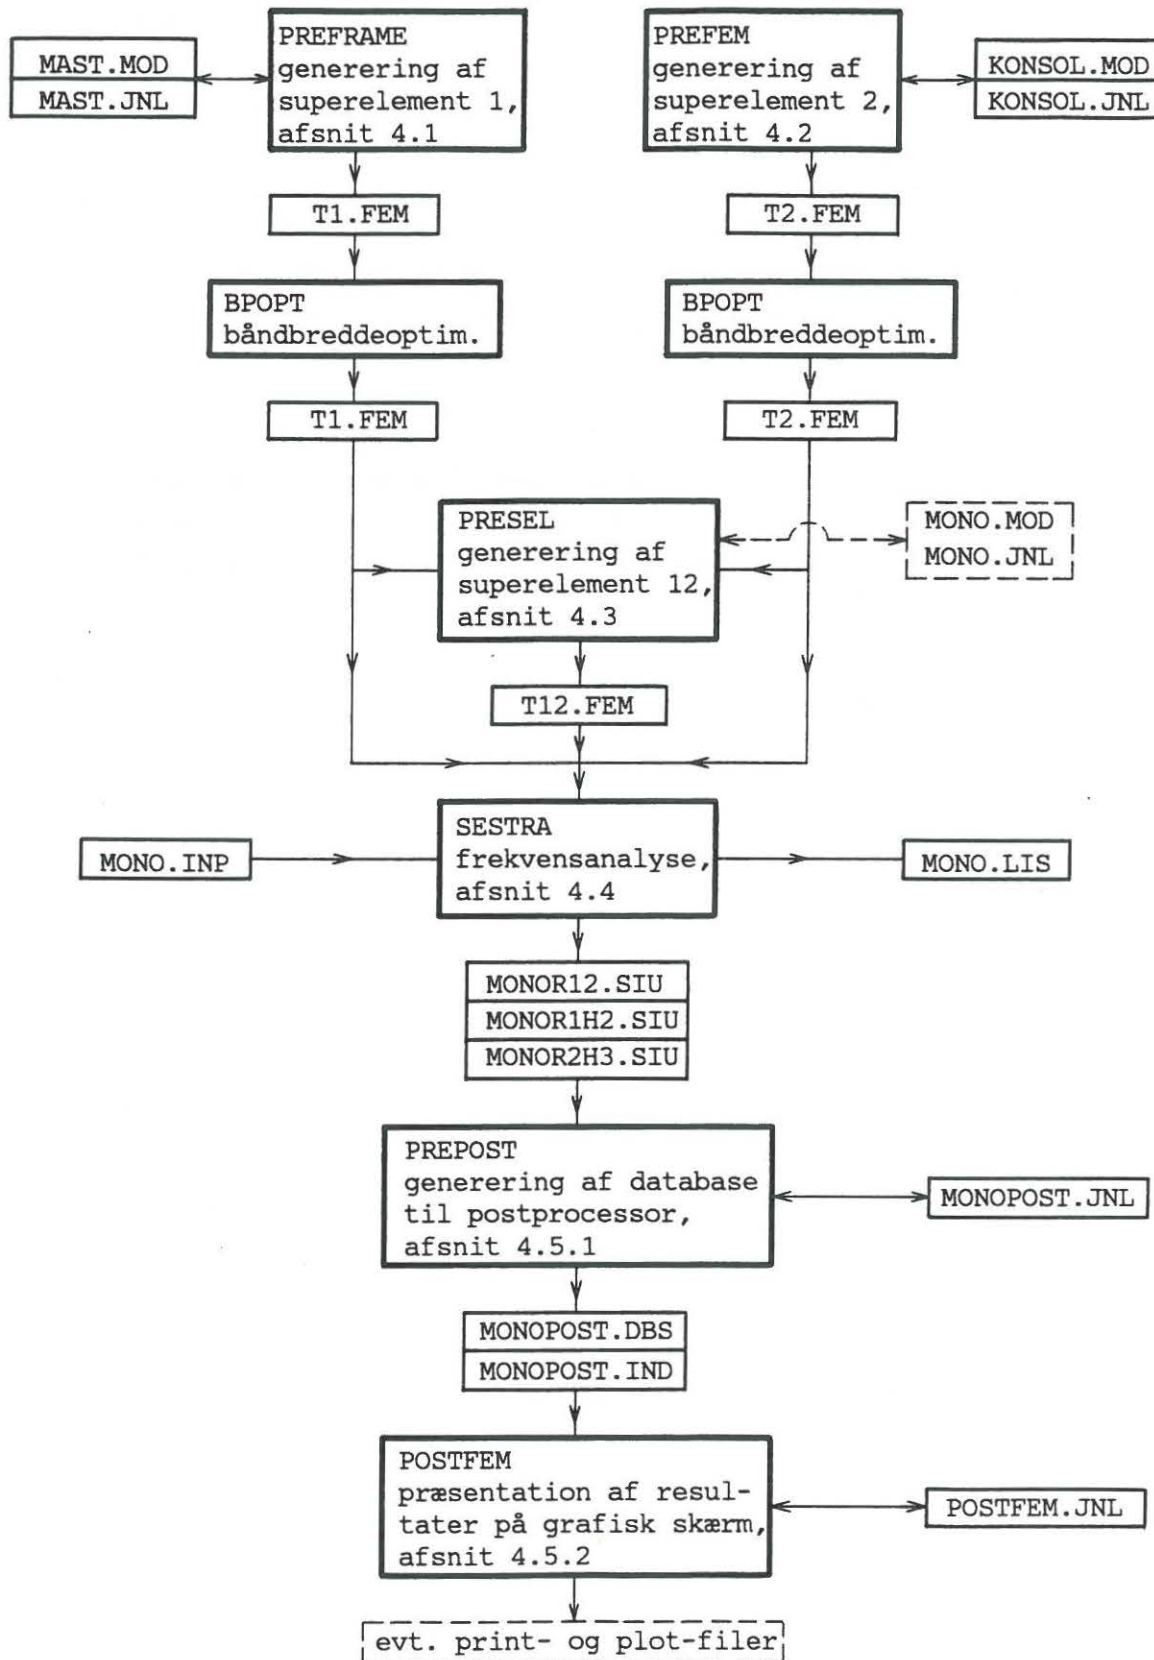 MAST.MOD
MAST.JNL
PREFRAME
generering af
superelement 1,
afsnit 4.1
PREFEM
generering af
superelement 2,
afsnit 4.2
KONSOL.MOD
KONSOL.JNL
T1.FEM
T2.FEM
BPOPT
båndbreddeoptim.
BPOPT
båndbreddeoptim.
T1.FEM
T2.FEM
PRESEL
generering af
superelement 12,
afsnit 4.3
MONO.MOD
MONO.JNL
T12.FEM
MONO.INP
SESTRA
frekvensanalyse,
afsnit 4.4
MONO.LIS
MONOR12.SIU
MONOR1H2.SIU
MONOR2H3.SIU
PREPOST
generering af database
til postprocessor,
afsnit 4.5.1
MONOPOST.JNL
MONOPOST.DBS
MONOPOST.IND
POSTFEM
præsentation af resul-
tater på grafisk skærm,
afsnit 4.5.2
POSTFEM.JNL
evt. print- og plot-filer